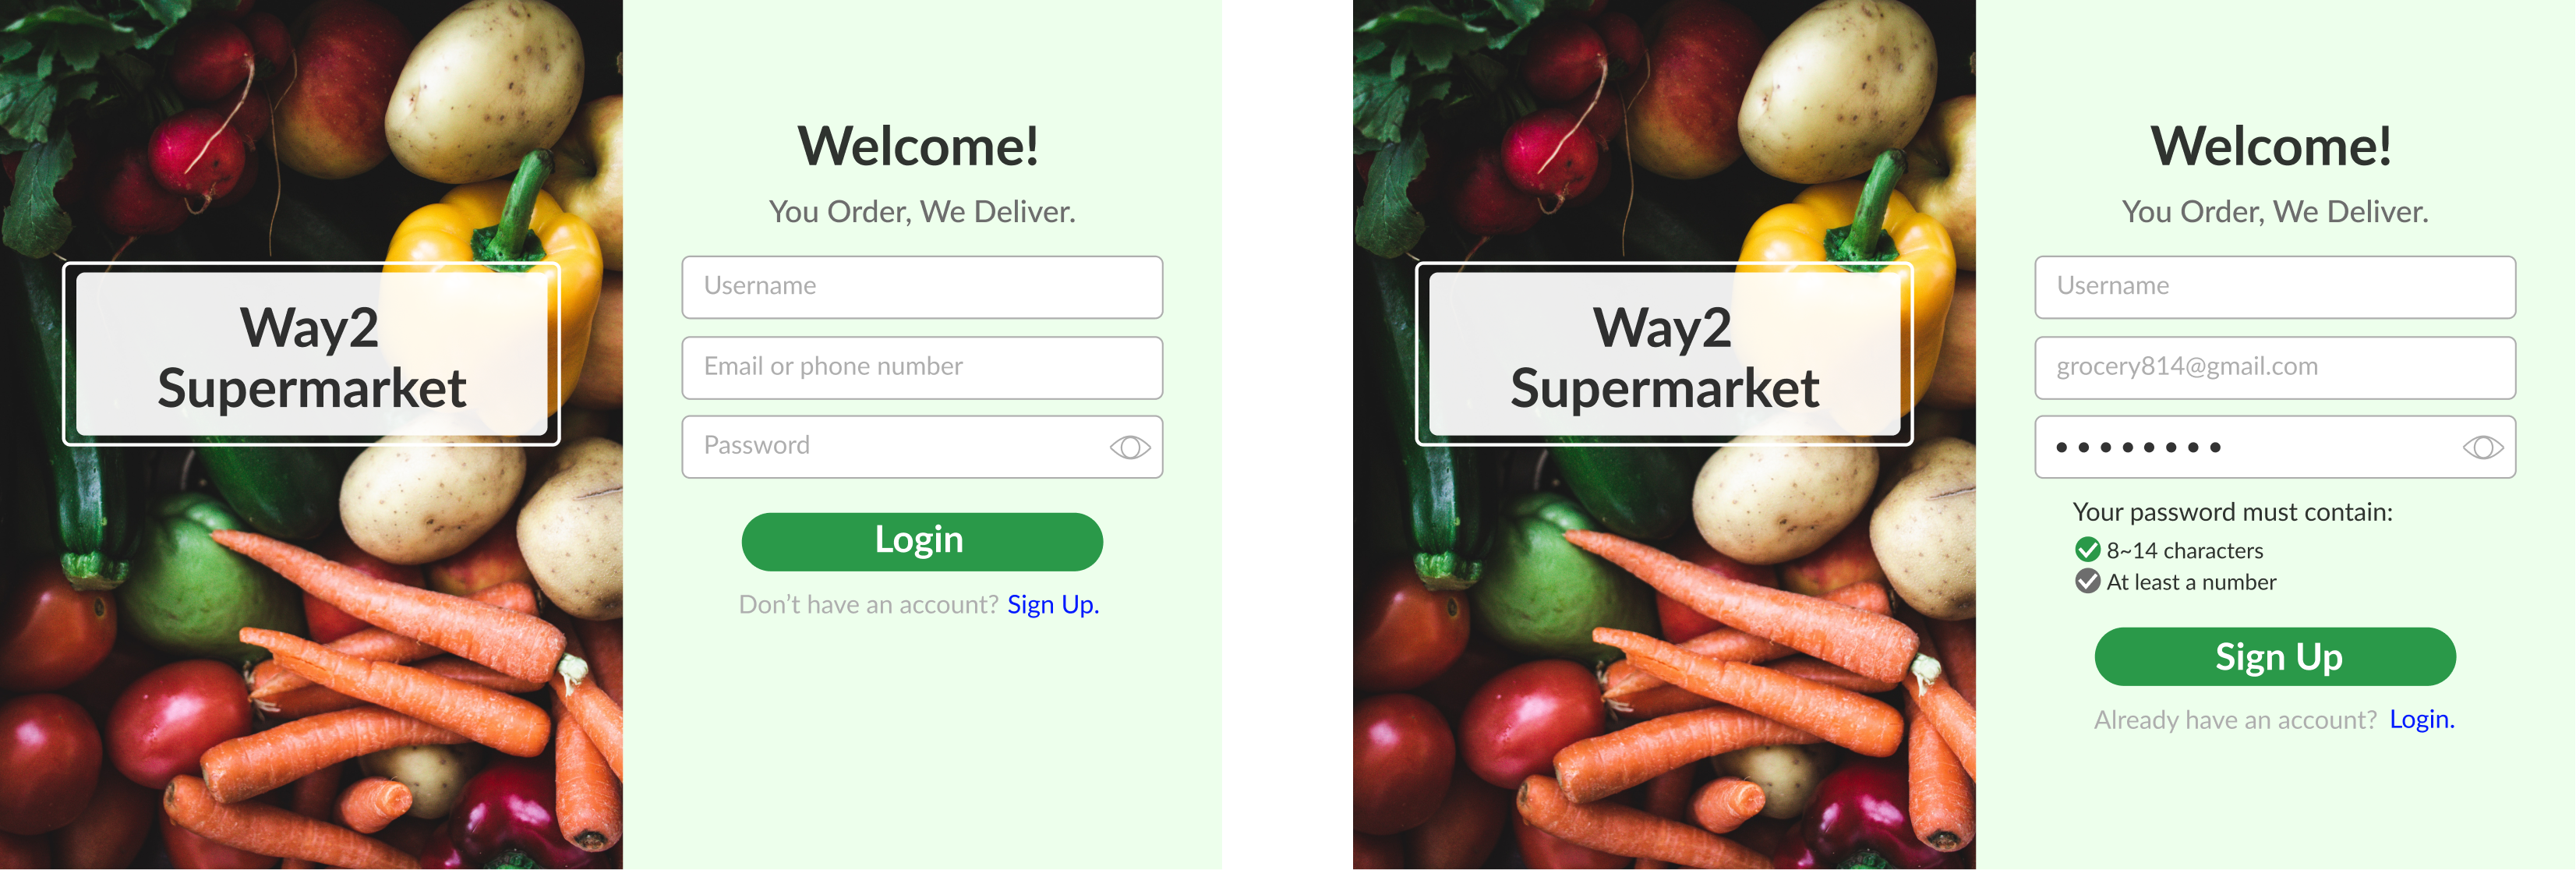 Way2
Supermarket
Welcome!
You Order, We Deliver.
Username
Email or phone number
Password
Login
Don't have an account? Sign Up.
Way2
Supermarket
Welcome!
You Order, We Deliver.
Username
grocery814@gmail.com
Your password must contain:
8~14 characters
At least a number
Sign Up
Already have an account? Login.